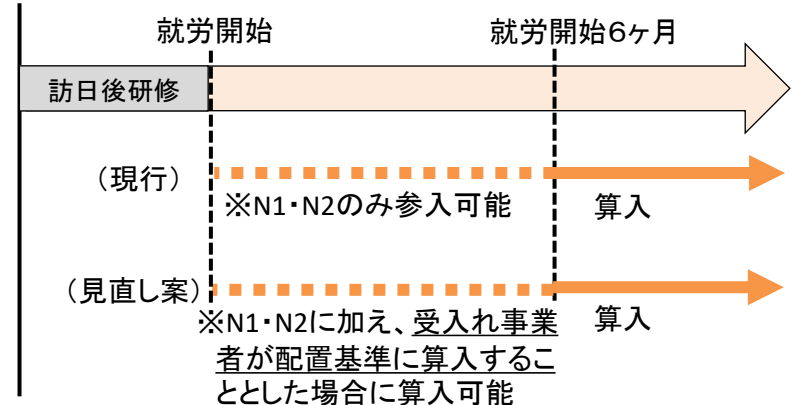 就労開始
就労開始6ヶ月
訪日後研修
（現行）
※N1・N2のみ参入可能
算入
（見直し案）
※N1・N2に加え、受入れ事業
者が配置基準に算入するこ
ととした場合に算入可能
算入